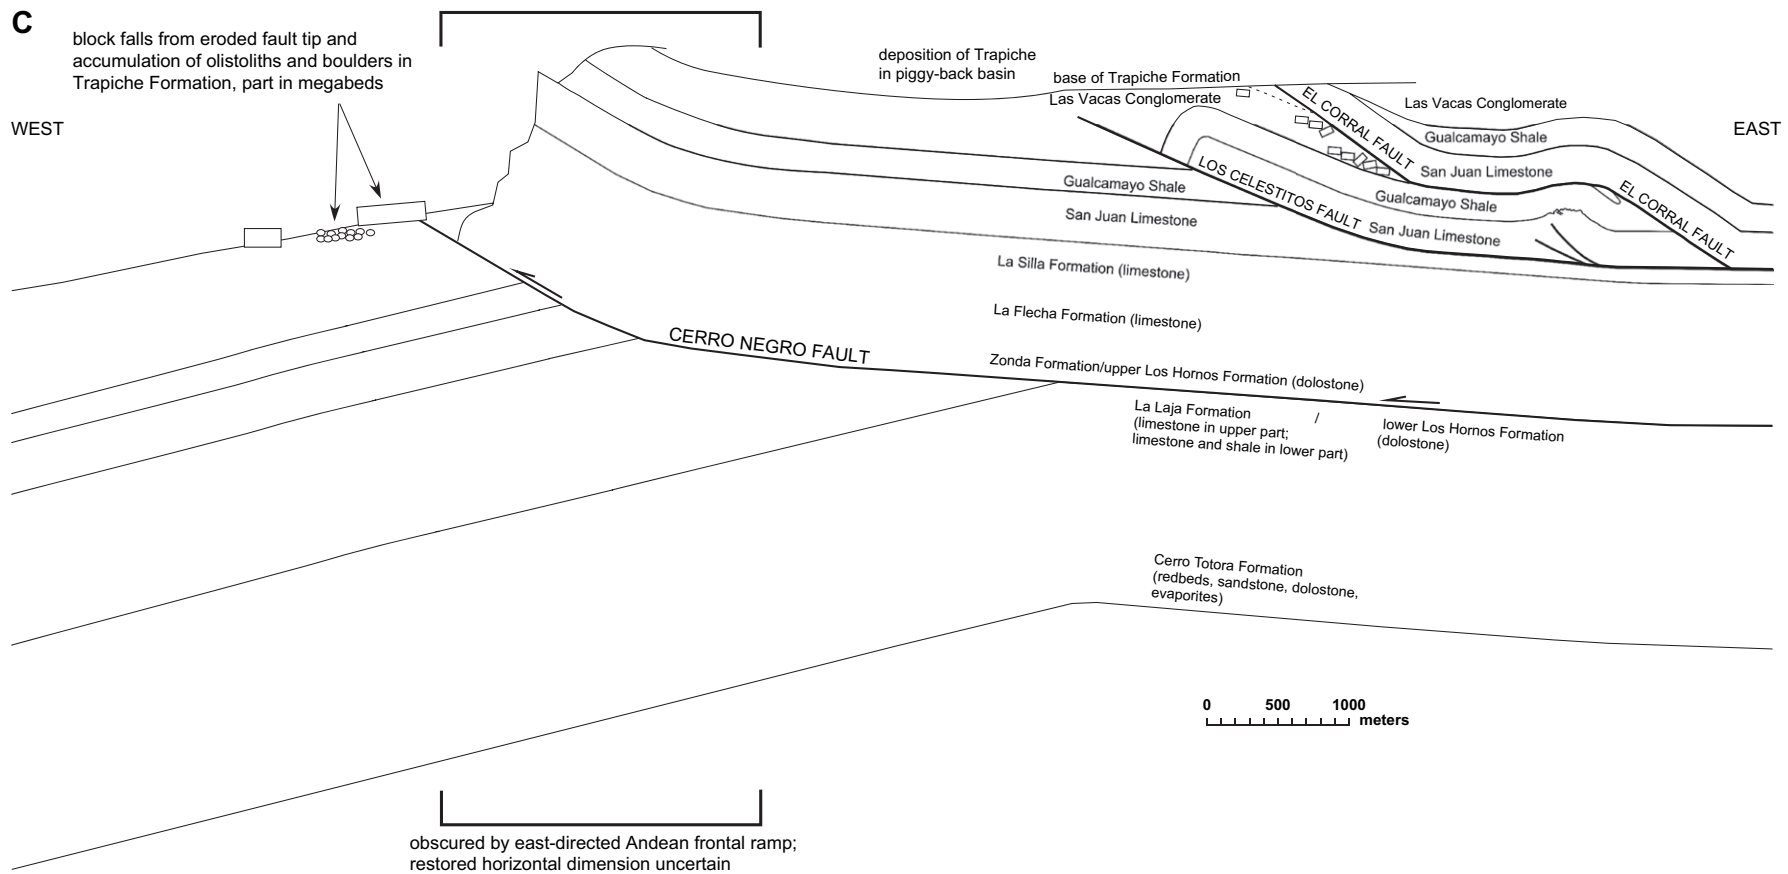 C
block falls from eroded fault tip and
accumulation of olistoliths and boulders in
Trapiche Formation, part in megabeds
WEST
deposition of Trapiche
in piggy-back basin
base of Trapiche Formation
Las Vacas Conglomerate
EL CORRAL FAULT
Las Vacas Conglomerate
EAST
Gualcamayo Shale
San Juan Limestone
LOS CELESTITOS FAULT
Gualcamayo Shale
San Juan Limestone
EL CORRAL FAULT
Gualcamayo Shale
San Juan Limestone
La Silla Formation (limestone)
La Flecha Formation (limestone)
CERRO NEGRO FAULT
Zonda Formation/upper Los Hornos Formation (dolostone)
La Laja Formation
(limestone in upper part;
limestone and shale in lower part)
/
lower Los Hornos Formation
(dolostone)
Cerro Totora Formation
(redbeds, sandstone, dolostone,
evaporites)
0 500 1000
meters
obscured by east-directed Andean frontal ramp;
restored horizontal dimension uncertain